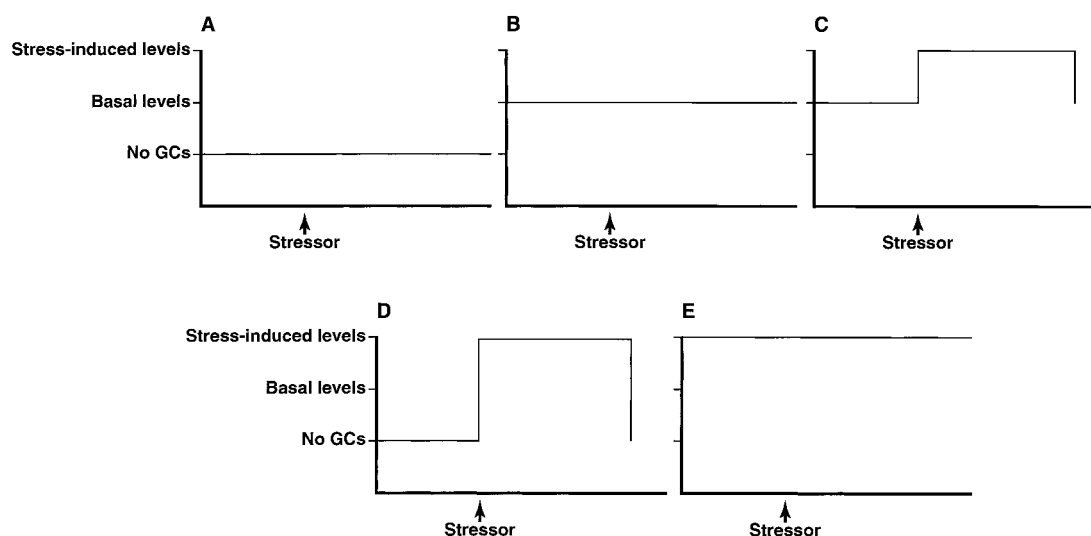 A B C
Stress-induced levels
Basal levels
No GCs
Stressor Stressor Stressor
D E
Stress-induced levels
Basal levels
No GCs
Stressor Stressor